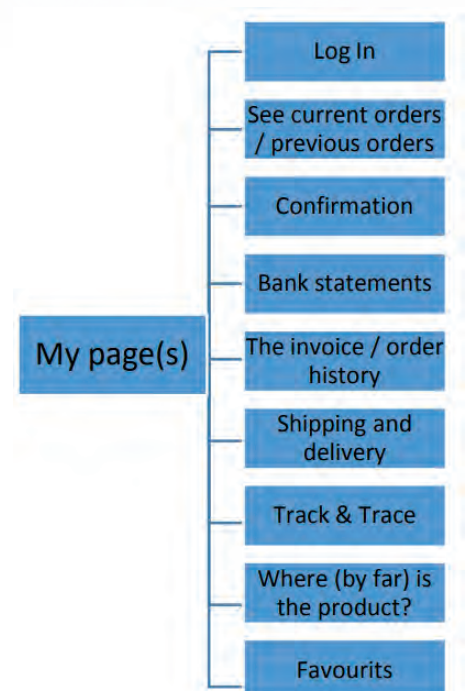 Log In
See current orders
/ previous orders
Confirmation
Bank statements
My page(s)
The invoice / order
history
Shipping and
delivery
Track & Trace
Where (by far) is
the product?
Favourits